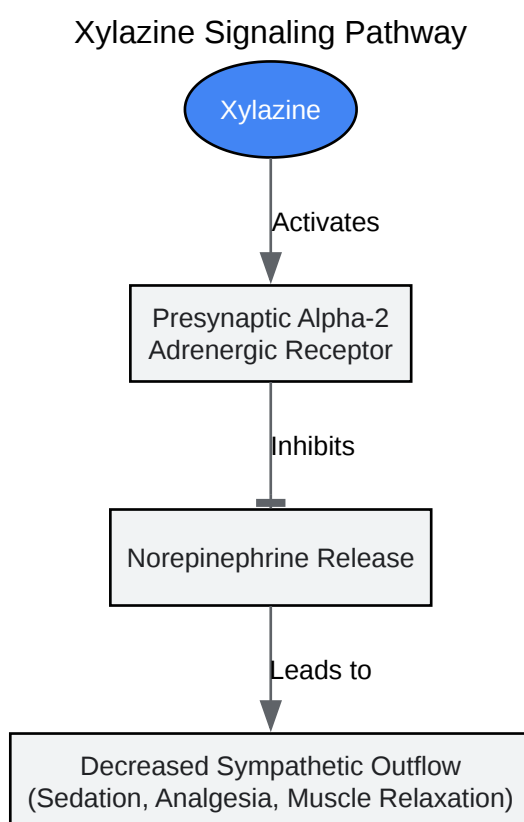 Xylazine Signaling Pathway
Xylazine
Activates
Presynaptic Alpha-2
Adrenergic Receptor
Inhibits
Norepinephrine Release
Leads to
Decreased Sympathetic Outflow
(Sedation, Analgesia, Muscle Relaxation)